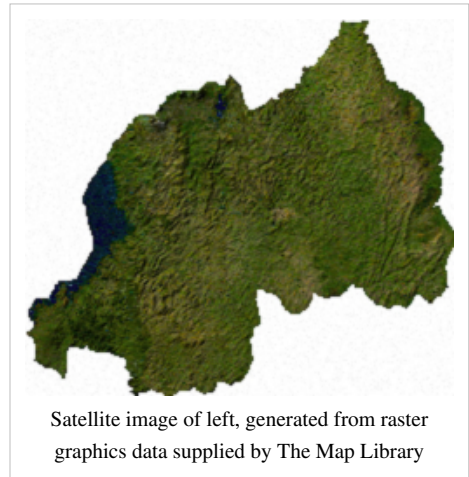 Satellite image of left, generated from raster
graphics data supplied by The Map Library